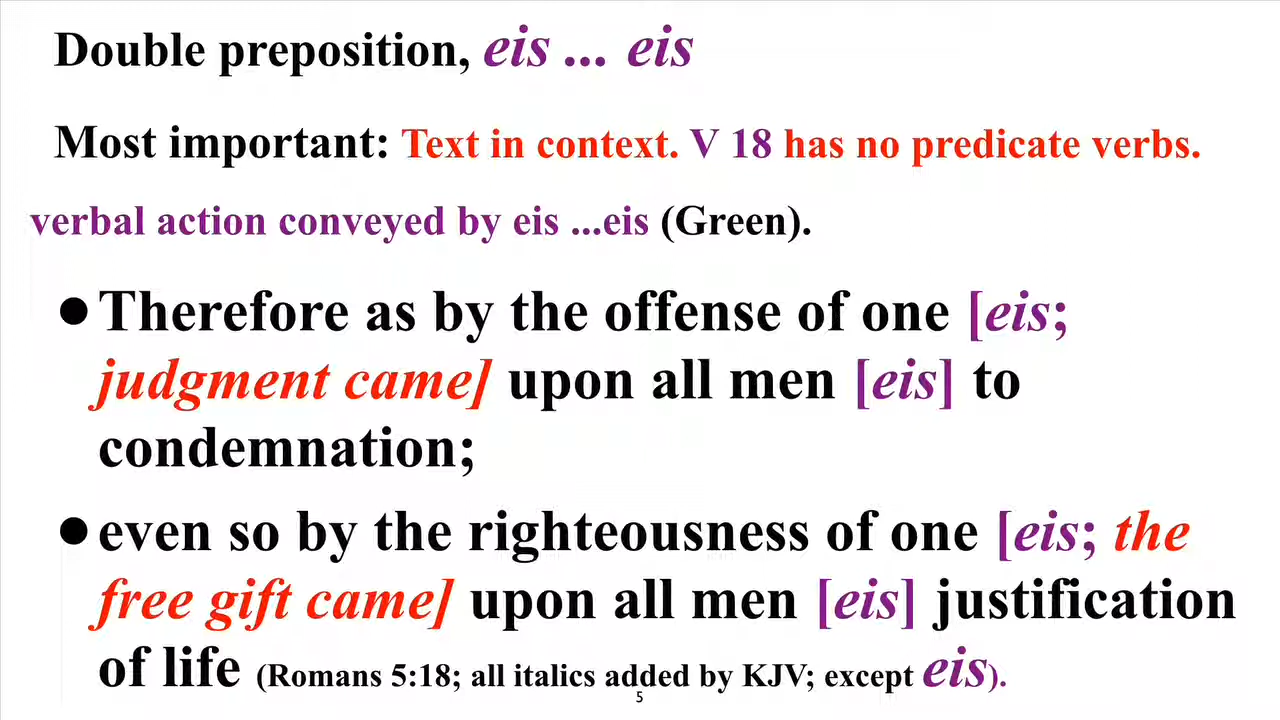 Double preposition, eis ... eis
Most important: Text in context. V 18 has no predicate verbs.
verbal action conveyed by eis ...eis (Green).
●Therefore as by the offense of one [eis;
judgment came] upon all men [eis] to
condemnation;
●even so by the righteousness of one [eis; the
free gift came] upon all men [eis] justification
of life (Romans 5:18; all italics added by KJV; except eis).
5